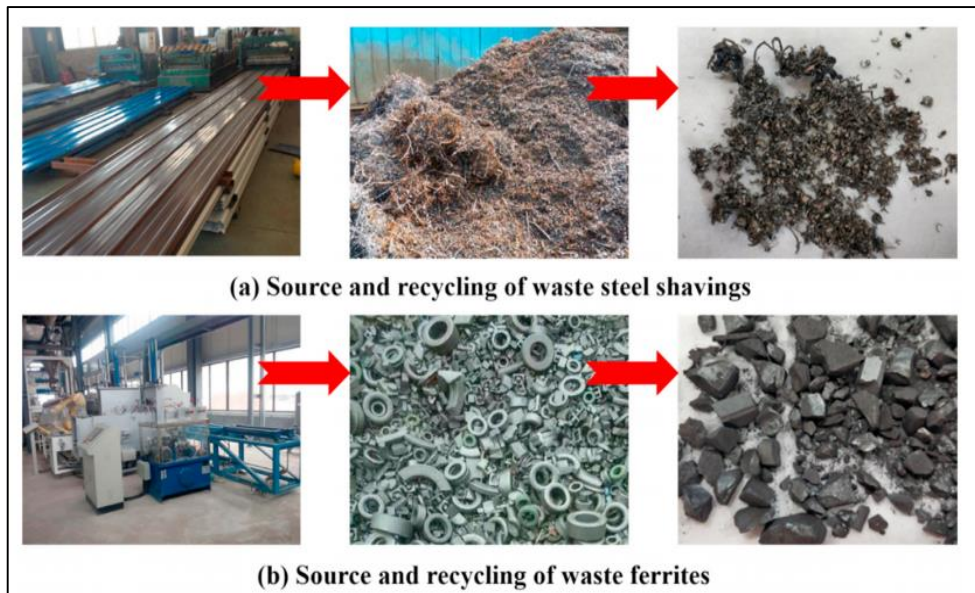 (a) Source and recycling of waste steel shavings
(b) Source and recycling of waste ferrites